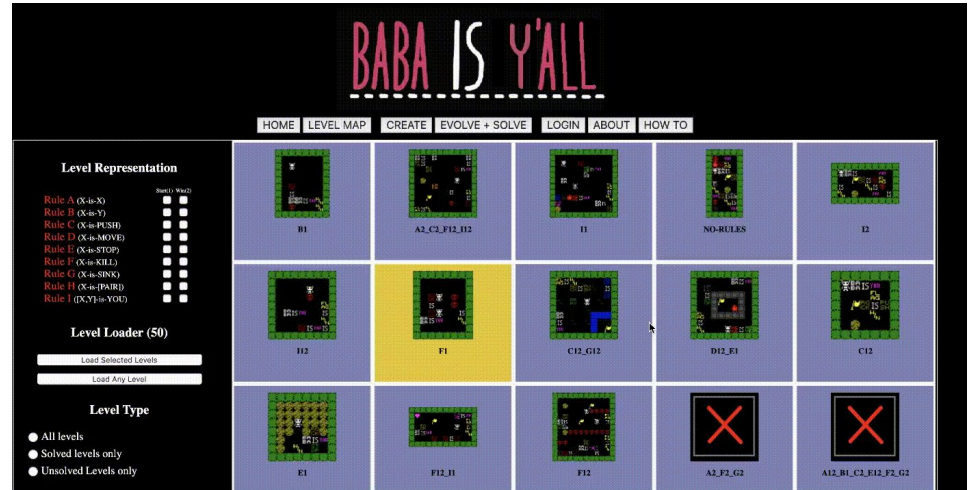 BABA IS Y'ALL
HOME LEVEL MAP CREATE EVOLVE + SOLVE LOGIN ABOUT HOW TO
Level Representation
Start(1) Win(2)
Rule A (X-is-X)
Rule B (X-is-Y)
Rule C (X-is-PUSH)
Rule D (X-is-MOVE)
Rule E (X-is-STOP)
Rule F (X-is-KILL)
Rule G (X-is-SINK)
Rule H (X-is-[PAIR])
Rule I ([X,Y]-is-YOU)
Level Loader (50)
Load Selected Levels
Load Any Level
Level Type
All levels
Solved levels only
Unsolved Levels only
B1 A2_C2_F12_I12 I1 NO-RULES I2
I12 F1 C12_G12 D12_E1 C12
E1 F12_I1 F12 A2_F2_G2 A12_B1_C2_E12_F2_G2